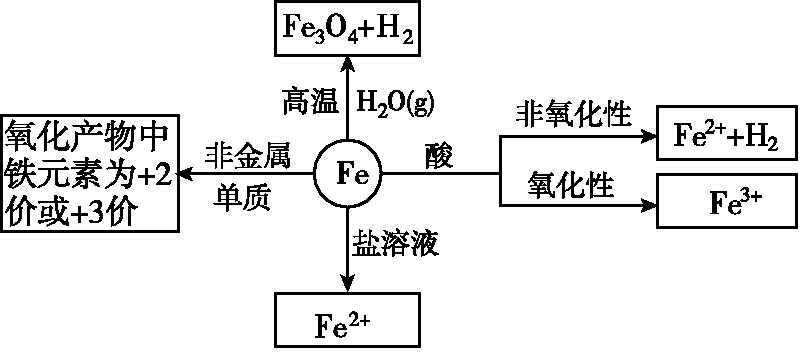 Fe₃O₄+H₂
高温 H₂O(g)
氧化产物中
铁元素为+2
价或+3价
非金属
单质
Fe
酸
非氧化性
Fe²⁺+H₂
氧化性
Fe³⁺
盐溶液
Fe²⁺